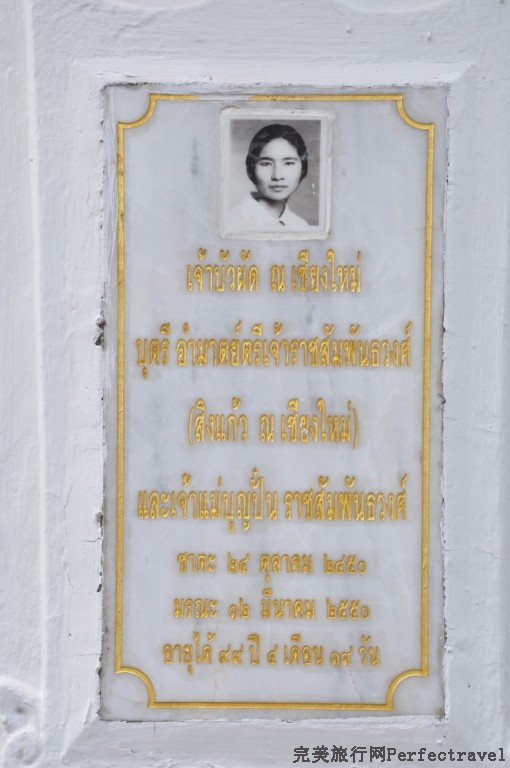 เจ้าบัวผัด ณ เชียงใหม่
บุตรี อำมาตย์ตรีเจ้าราชสัมพันธวงศ์
(สิงแก้ว ณ เชียงใหม่)
และเจ้าแม่บุญปั๋น ราชสัมพันธวงศ์
ชาตะ ๒๔ ตุลาคม ๒๔๕๐
มรณะ ๑๒ มีนาคม ๒๕๕๐
อายุได้ ๙๙ ปี ๔ เดือน ๑๙ วัน
完美旅行网Perfectravel